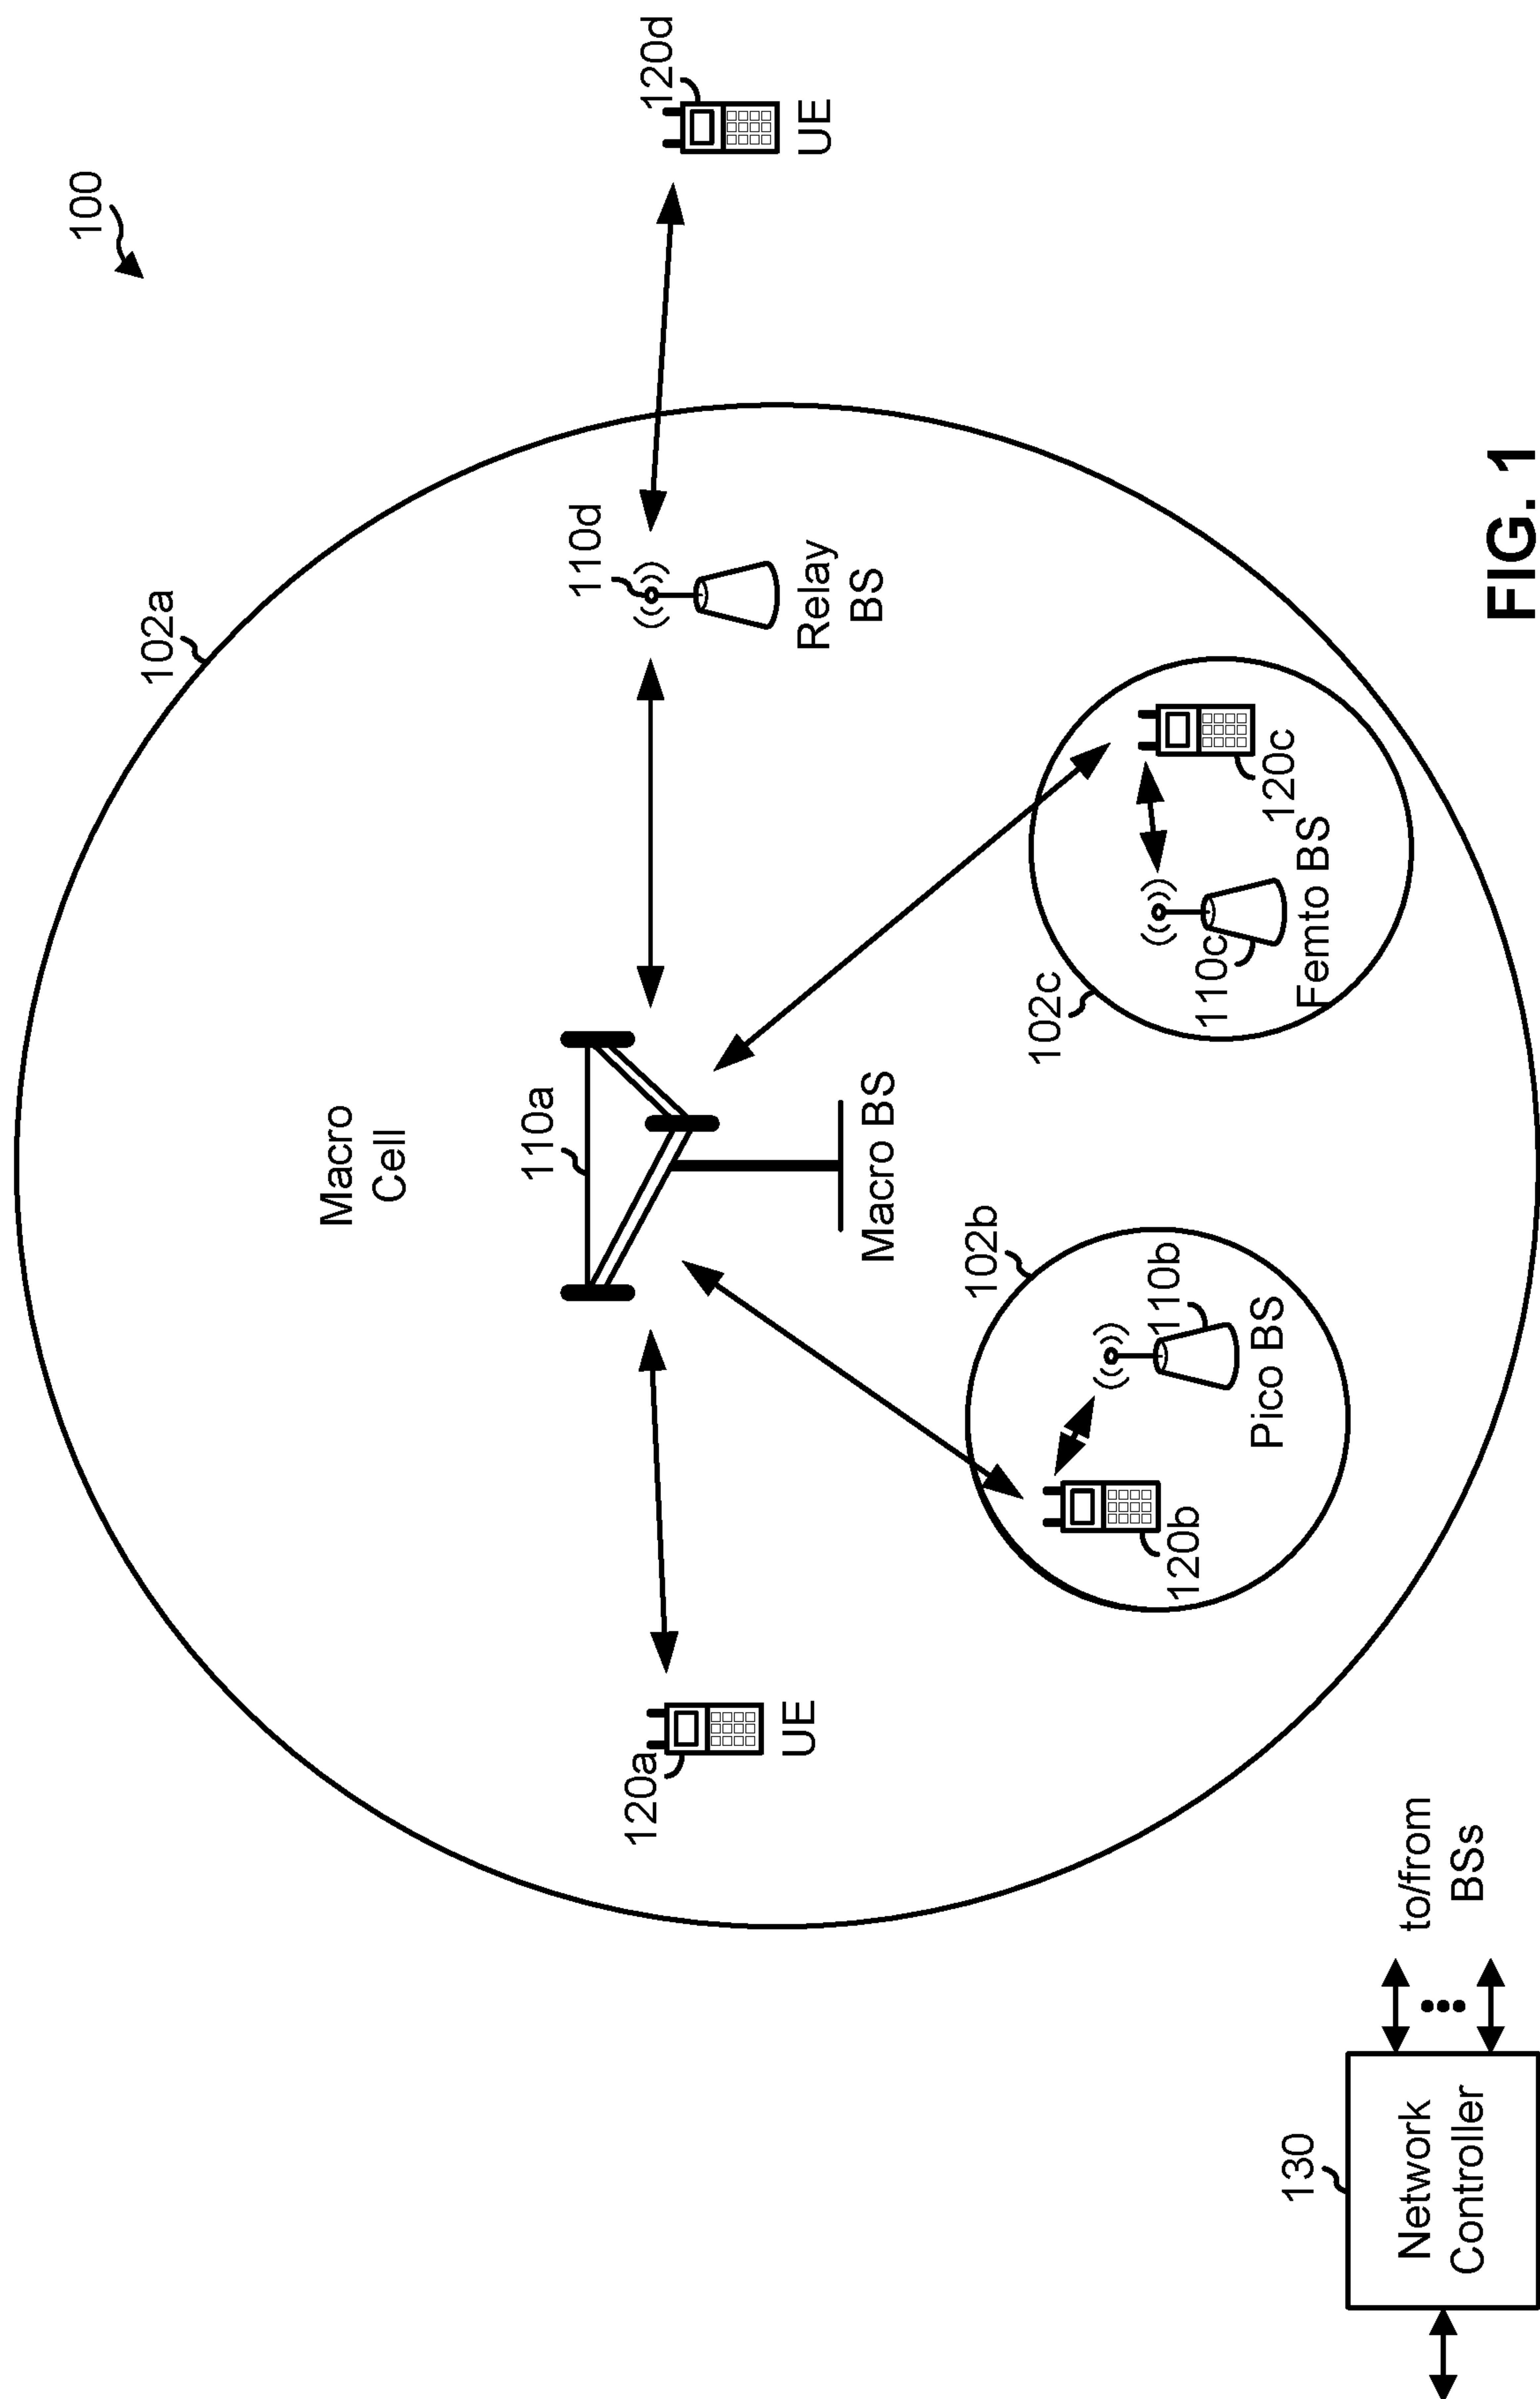 100
102a
Macro
Cell
110a
110d
120a
120d
UE
Relay
BS
UE
Macro BS
102b
102c
110b
120b
Pico BS
110c
120c
Femto BS
130
Network
Controller
to/from
BSs
FIG. 1